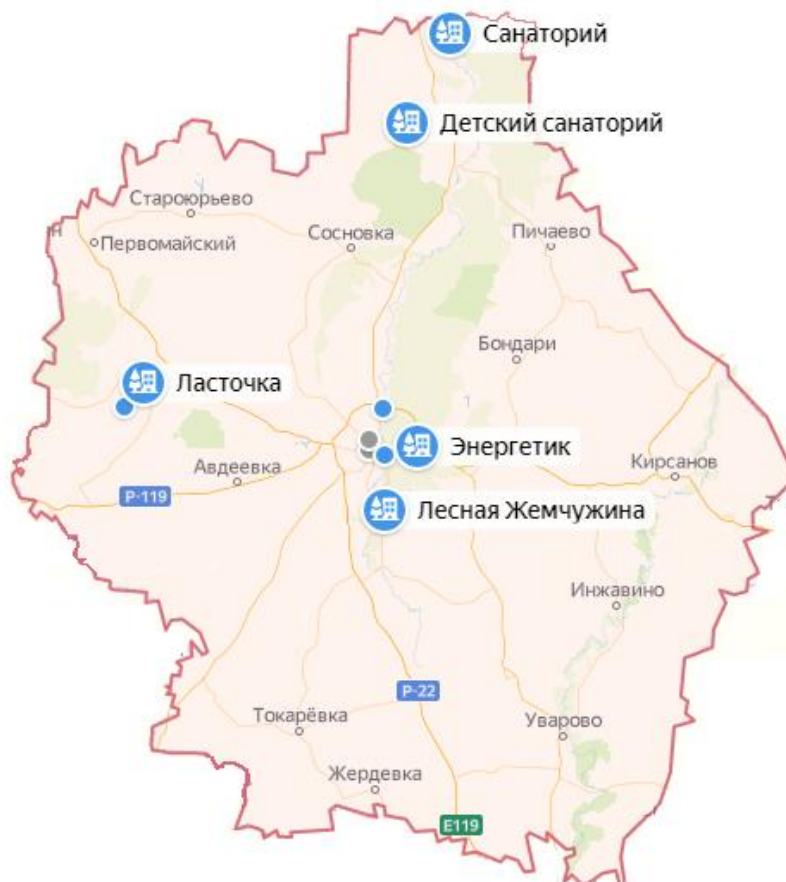 Санаторий
Детский санаторий
Староюрьево
Первомайский
Сосновка
Пичаево
Бондари
Ласточка
Энергетик
Авдеевка
Кирсанов
Р-119
Лесная Жемчужина
Инжавино
Р-22
Токарёвка
Уварово
Жердевка
E119